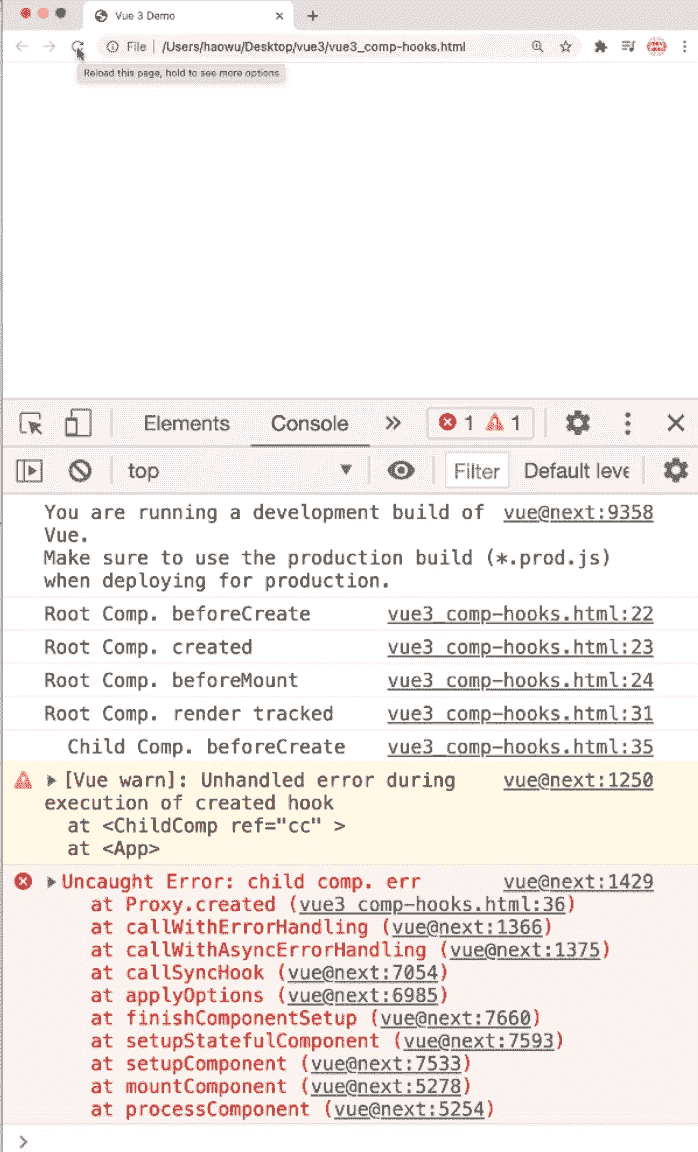 Vue 3 Demo
File /Users/haowu/Desktop/vue3/vue3_comp-hooks.html
Reload this page, hold to see more options
Elements Console 1 1
top Filter Default leve
You are running a development build of vue@next:9358
Vue.
Make sure to use the production build (*.prod.js)
when deploying for production.
Root Comp. beforeCreate vue3_comp-hooks.html:22
Root Comp. created vue3_comp-hooks.html:23
Root Comp. beforeMount vue3_comp-hooks.html:24
Root Comp. render tracked vue3_comp-hooks.html:31
Child Comp. beforeCreate vue3_comp-hooks.html:35
[Vue warn]: Unhandled error during vue@next:1250
execution of created hook
at <ChildComp ref="cc" >
at <App>
Uncaught Error: child comp. err vue@next:1429
at Proxy.created (vue3_comp-hooks.html:36)
at callWithErrorHandling (vue@next:1366)
at callWithAsyncErrorHandling (vue@next:1375)
at callSyncHook (vue@next:7054)
at applyOptions (vue@next:6985)
at finishComponentSetup (vue@next:7660)
at setupStatefulComponent (vue@next:7593)
at setupComponent (vue@next:7533)
at mountComponent (vue@next:5278)
at processComponent (vue@next:5254)